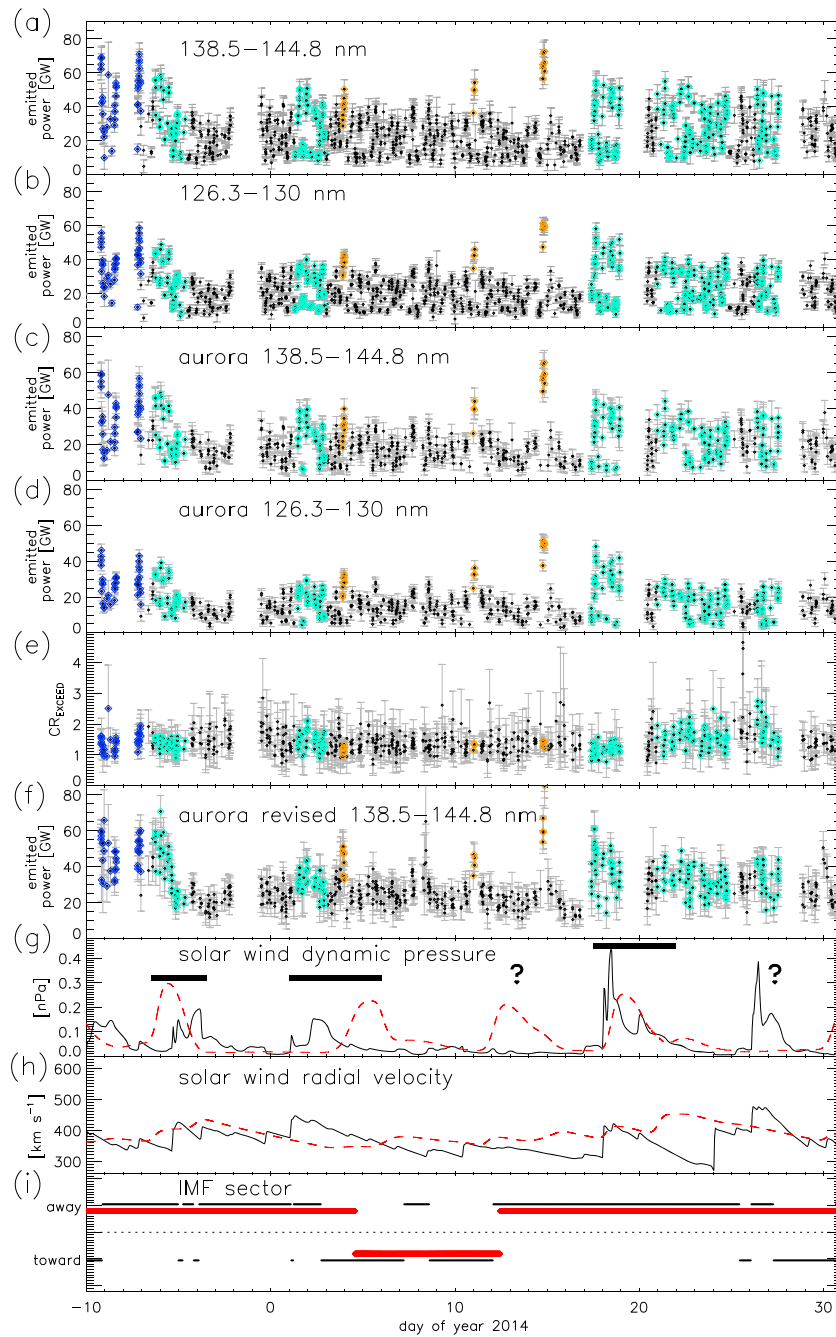 (a)
138.5−144.8 nm
emitted
power [GW]
80
60
40
20
0
(b)
126.3−130 nm
emitted
power [GW]
80
60
40
20
0
(c)
aurora 138.5−144.8 nm
emitted
power [GW]
80
60
40
20
0
(d)
aurora 126.3−130 nm
emitted
power [GW]
80
60
40
20
0
(e)
CR_EXCEED
4
3
2
1
0
(f)
aurora revised 138.5−144.8 nm
emitted
power [GW]
80
60
40
20
0
(g)
solar wind dynamic pressure
[nPa]
0.4
0.3
0.2
0.1
0.0
?
?
(h)
solar wind radial velocity
[km s⁻¹]
600
500
400
300
(i)
IMF sector
away
toward
−10
0
10
20
30
day of year 2014